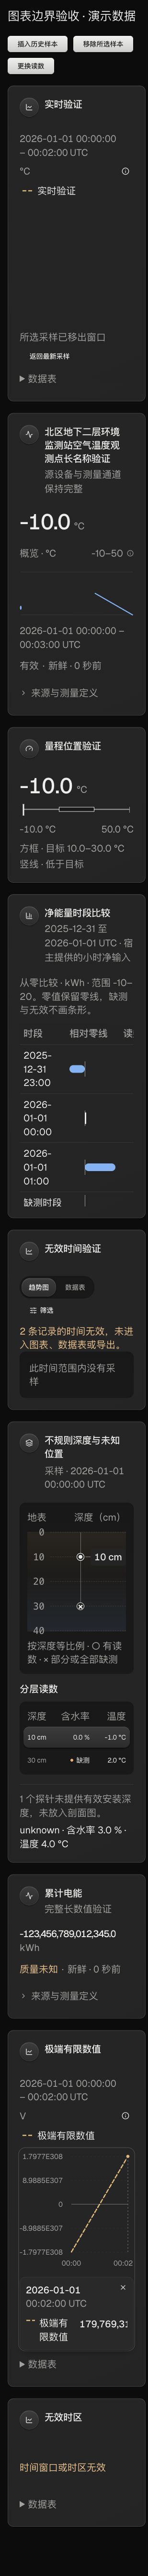 图表边界验收 · 演示数据
插入历史样本
移除所选样本
更换读数
实时验证
2026-01-01 00:00:00
– 00:02:00 UTC
°C
实时验证
所选采样已移出窗口
返回最新采样
数据表
北区地下二层环境
监测站空气温度观
测点长名称验证
源设备与测量通道
保持完整
-10.0 °C
概览 · °C
-10–50
2026-01-01 00:00:00 –
00:03:00 UTC
有效 · 新鲜 · 0 秒前
来源与测量定义
量程位置验证
-10.0 °C
-10.0 °C
50.0 °C
方框 · 目标 10.0–30.0 °C
竖线 · 低于目标
净能量时段比较
2025-12-31 至
2026-01-01 UTC · 宿
主提供的小时净输入
从零比较 · kWh · 范围 -10–
20。零值保留零线，缺测
与无效不画条形。
时段
相对零线
读
2025-
12-31
23:00
2026-
01-01
00:00
2026-
01-01
01:00
缺测时段
无效时间验证
趋势图
数据表
筛选
2 条记录的时间无效，未进
入图表、数据表或导出。
此时间范围内没有采
样
不规则深度与未知
位置
采样 · 2026-01-01
00:00:00 UTC
地表
深度（cm）
0
10
10 cm
20
30
40
按深度等比例 · ○ 有读
数 · × 部分或全部缺测
分层读数
深度
含水率
温度
10 cm
0.0 %
-1.0 °C
30 cm
缺测
2.0 °C
1 个探针未提供有效安装深
度，未放入剖面图。
unknown · 含水率 3.0 % ·
温度 4.0 °C
累计电能
完整长数值验证
-123,456,789,012,345.0
kWh
质量未知 · 新鲜 · 0 秒前
来源与测量定义
极端有限数值
2026-01-01 00:00:00
– 00:02:00 UTC
V
极端有限数值
1.7977E308
8.9885E307
0
-8.9885E307
-1.7977E308
00:00
00:02
2026-01-01
00:02:00 UTC
×
极端有
限数值
179,769,31
数据表
无效时区
时间窗口或时区无效
数据表